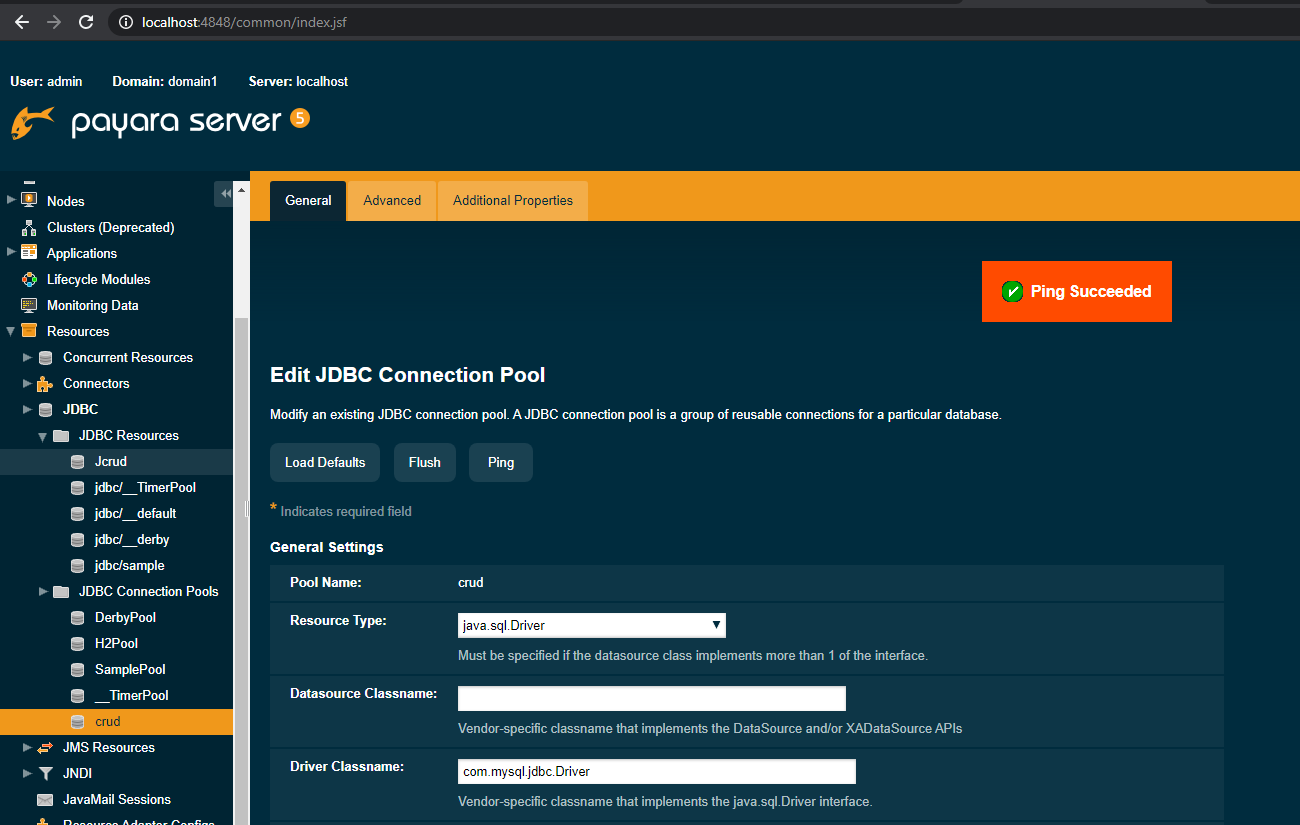 localhost:4848/common/index.jsf
User: admin Domain: domain1 Server: localhost
payara server 5
Nodes
Clusters (Deprecated)
Applications
Lifecycle Modules
Monitoring Data
Resources
Concurrent Resources
Connectors
JDBC
JDBC Resources
Jcrud
jdbc/__TimerPool
jdbc/__default
jdbc/__derby
jdbc/sample
JDBC Connection Pools
DerbyPool
H2Pool
SamplePool
__TimerPool
crud
JMS Resources
JNDI
JavaMail Sessions
Resource Adapter Configs
General Advanced Additional Properties
Ping Succeeded
Edit JDBC Connection Pool
Modify an existing JDBC connection pool. A JDBC connection pool is a group of reusable connections for a particular database.
Load Defaults Flush Ping
* Indicates required field
General Settings
Pool Name: crud
Resource Type: java.sql.Driver
Must be specified if the datasource class implements more than 1 of the interface.
Datasource Classname:
Vendor-specific classname that implements the DataSource and/or XADataSource APIs
Driver Classname: com.mysql.jdbc.Driver
Vendor-specific classname that implements the java.sql.Driver interface.